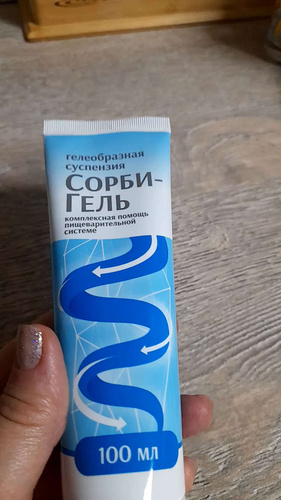 гелеобразная
суспензия
СОРБИ-
ГЕЛЬ
комплексная помощь
пищеварительной
системе
100 мл